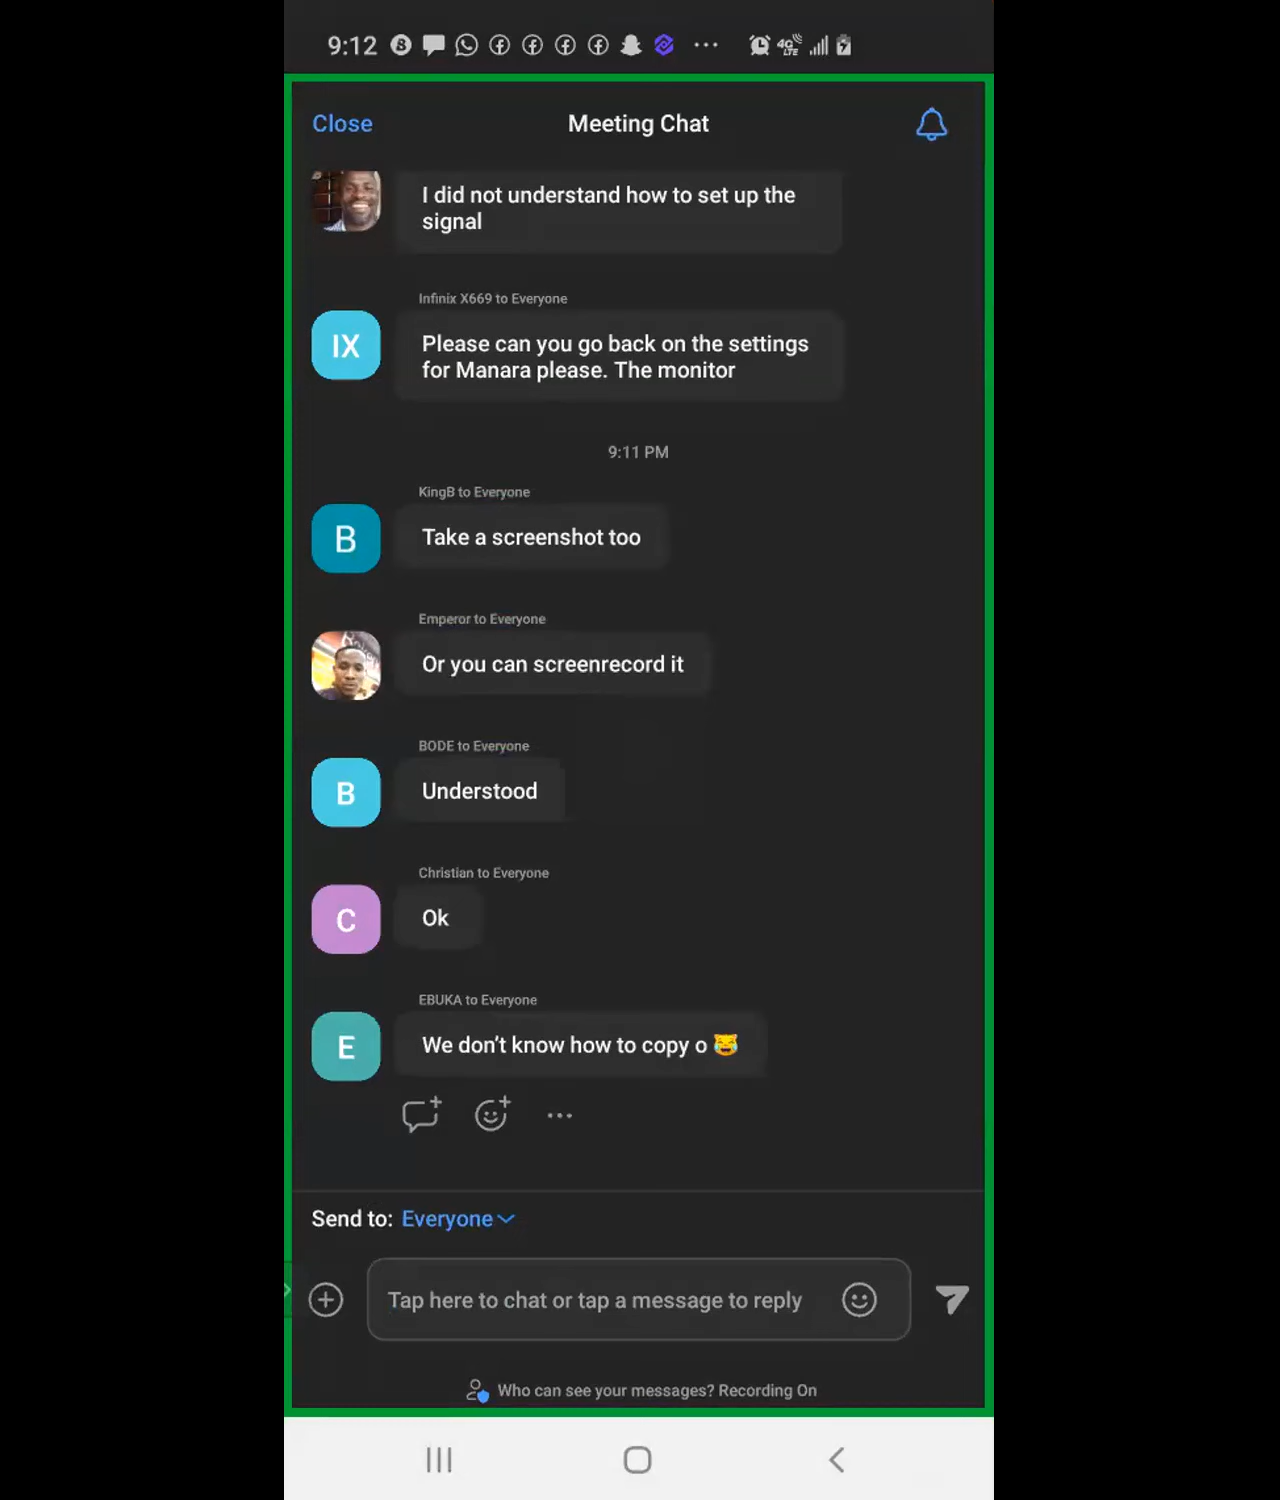 9:12
4G
LTE
Close
Meeting Chat
I did not understand how to set up the
signal
Infinix X669 to Everyone
IX
Please can you go back on the settings
for Manara please. The monitor
9:11 PM
KingB to Everyone
B
Take a screenshot too
Emperor to Everyone
Or you can screenrecord it
BODE to Everyone
B
Understood
Christian to Everyone
C
Ok
EBUKA to Everyone
E
We don't know how to copy o 😹
Send to: Everyone
Tap here to chat or tap a message to reply
Who can see your messages? Recording On